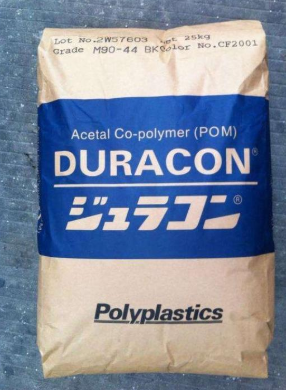 Lot No.2W57603 Net 25kg
Grade M90-44 BK Color No.CF2001
Acetal Co-polymer (POM)
DURACON®
ジュラコン®
Polyplastics